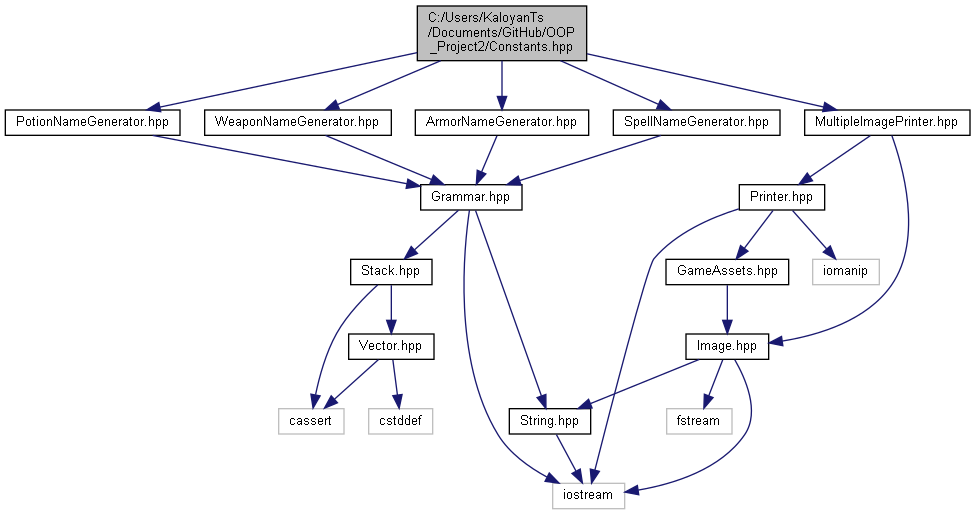 C:/Users/KaloyanTs
/Documents/GitHub/OOP
_Project2/Constants.hpp
PotionNameGenerator.hpp
WeaponNameGenerator.hpp
ArmorNameGenerator.hpp
SpellNameGenerator.hpp
MultipleImagePrinter.hpp
Grammar.hpp
Printer.hpp
Stack.hpp
GameAssets.hpp
iomanip
Vector.hpp
Image.hpp
cassert
cstddef
String.hpp
fstream
iostream